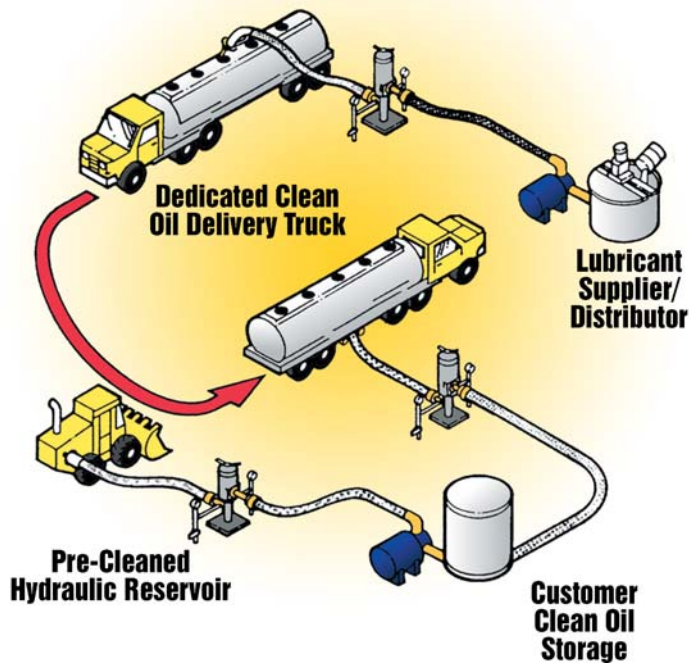 Dedicated Clean
Oil Delivery Truck
Lubricant
Supplier/
Distributor
Pre-Cleaned
Hydraulic Reservoir
Customer
Clean Oil
Storage